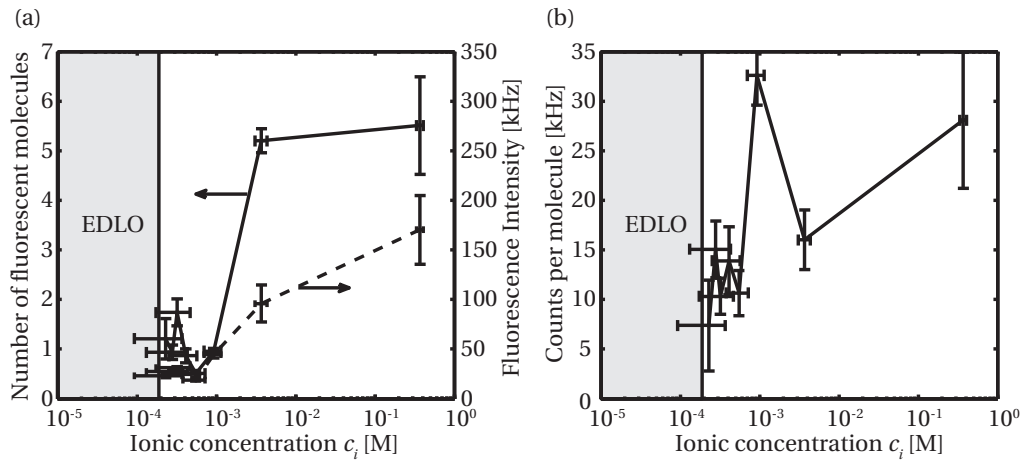 (a)
7
6
5
4
3
2
1
0
Number of fluorescent molecules
EDLO
350
300
250
200
150
100
50
0
Fluorescence Intensity [kHz]
10⁻⁵ 10⁻⁴ 10⁻³ 10⁻² 10⁻¹ 10⁰
Ionic concentration cᵢ [M]
(b)
35
30
25
20
15
10
5
0
Counts per molecule [kHz]
EDLO
10⁻⁵ 10⁻⁴ 10⁻³ 10⁻² 10⁻¹ 10⁰
Ionic concentration cᵢ [M]